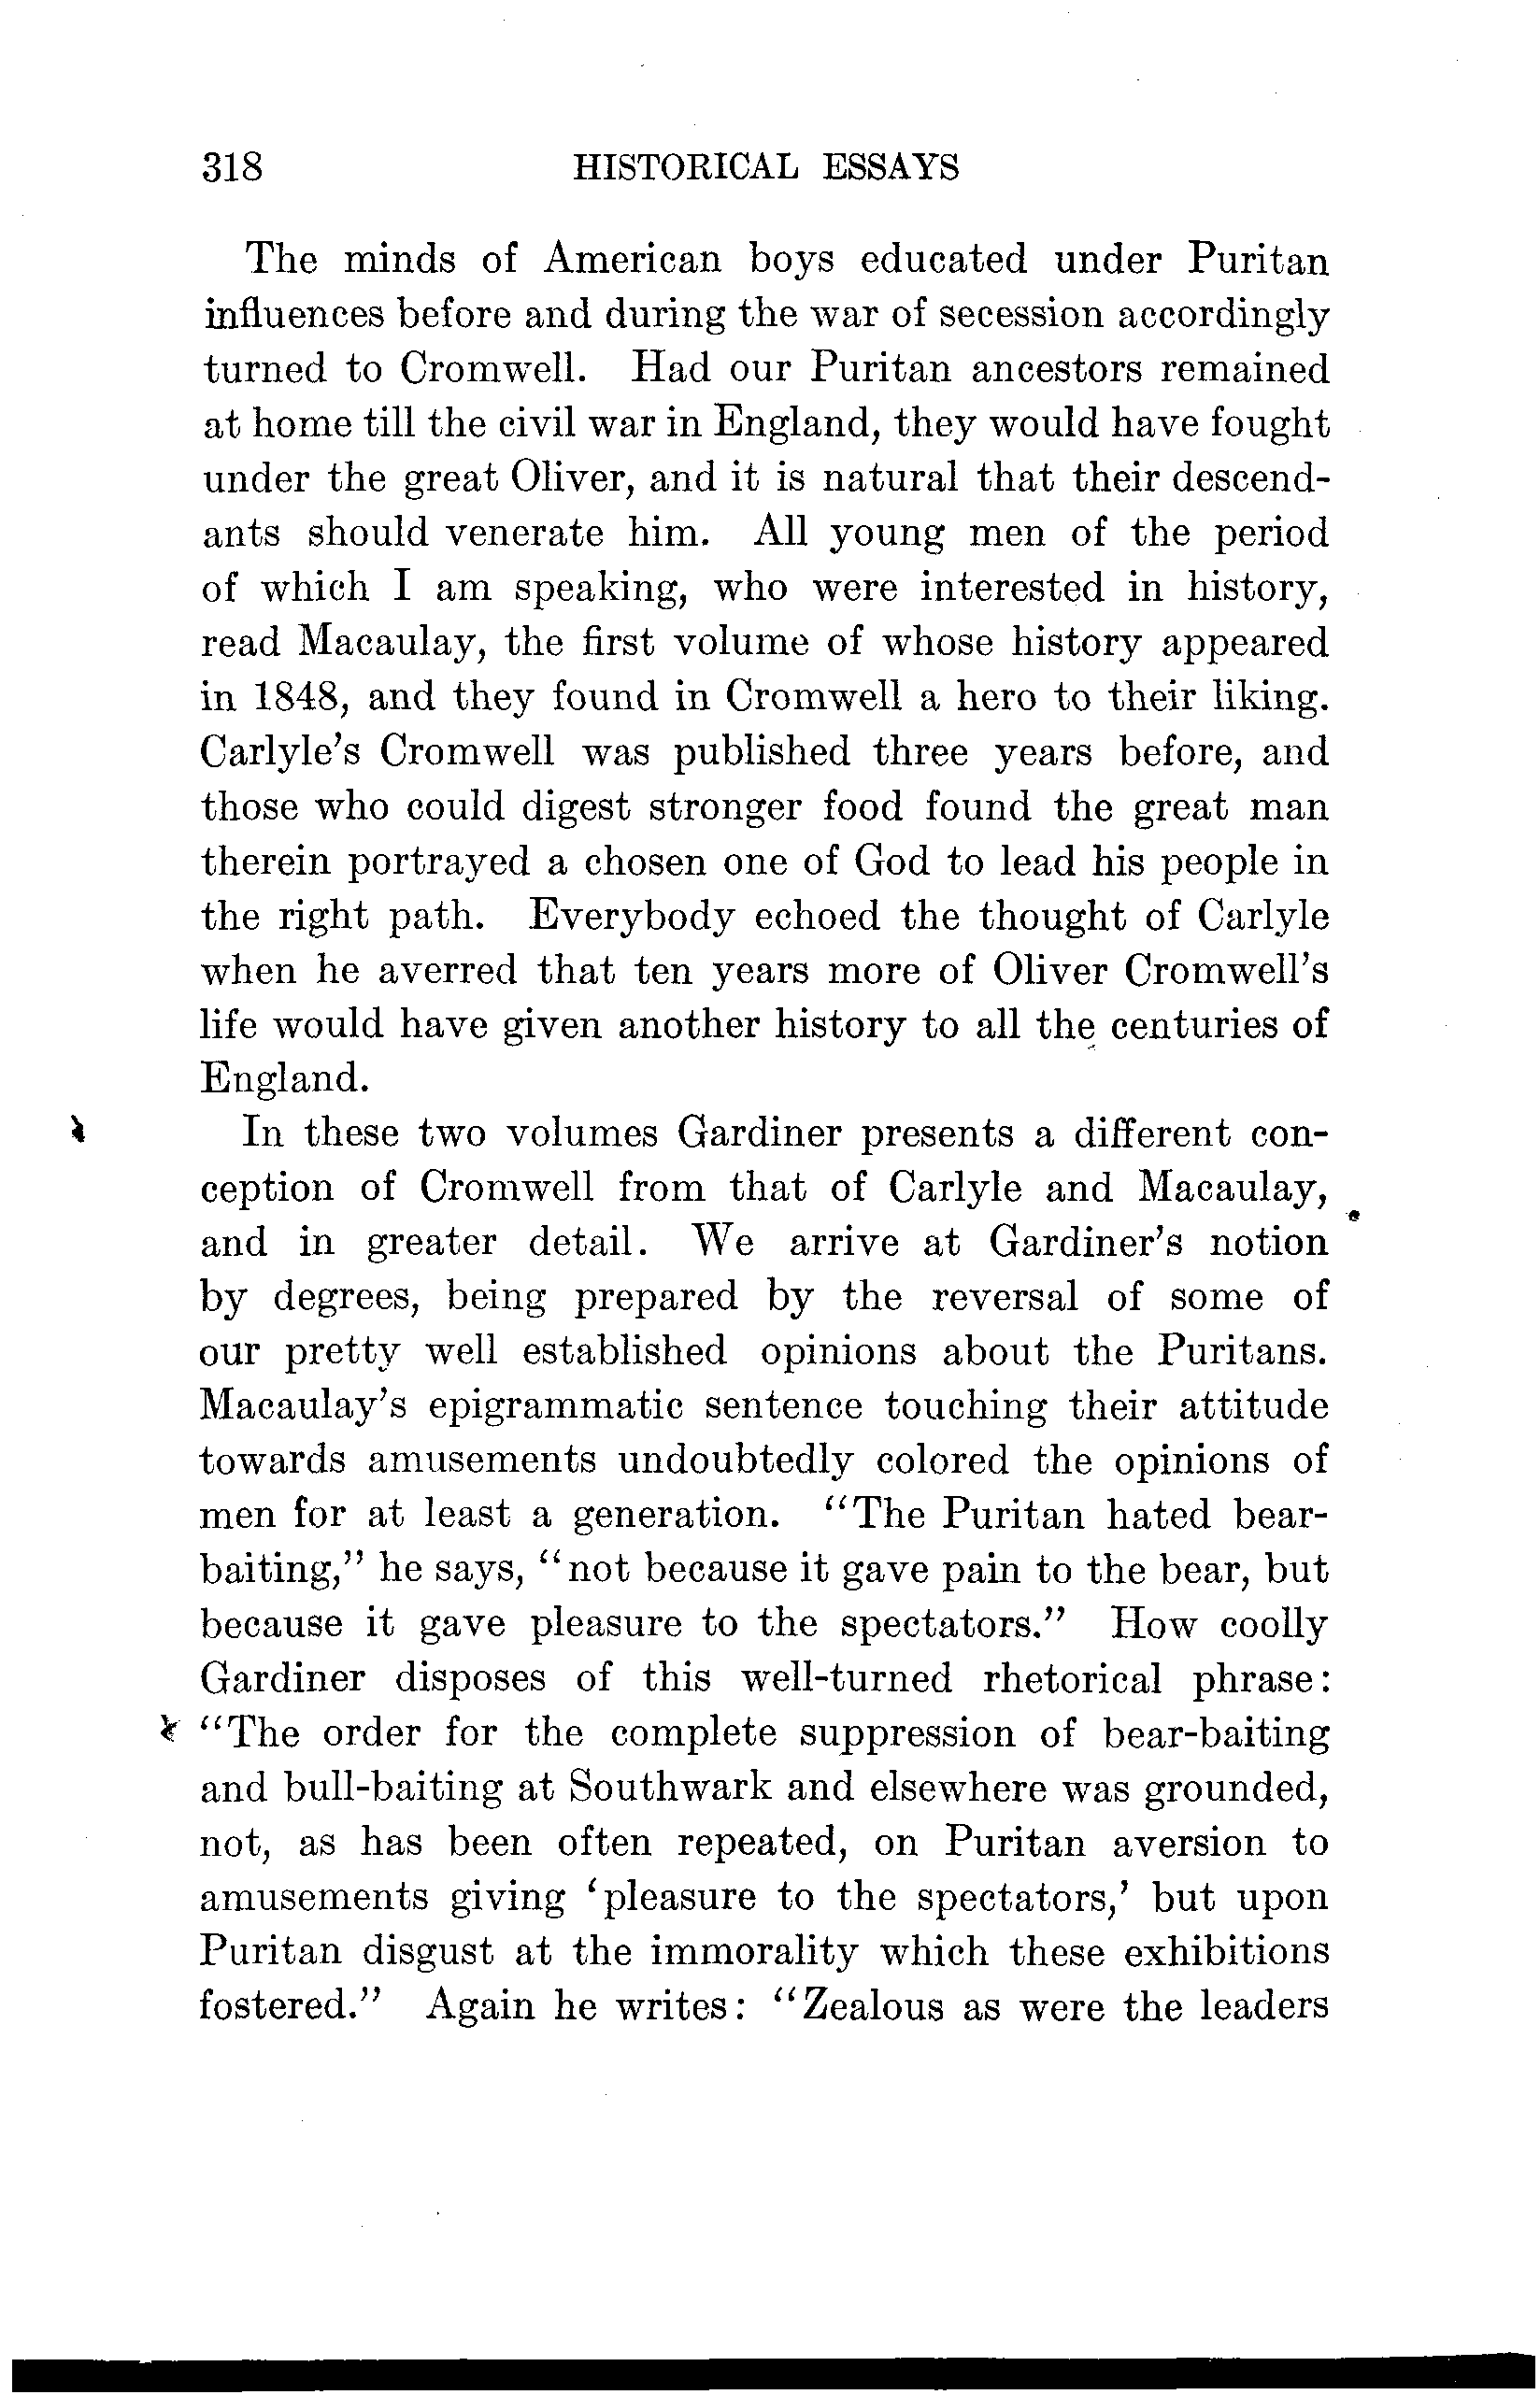 318 HISTORICAL ESSAYS
The minds of American boys educated under Puritan
influences before and during the war of secession accordingly
turned to Cromwell. Had our Puritan ancestors remained
at home till the civil war in England, they would have fought
under the great Oliver, and it is natural that their descend-
ants should venerate him. All young men of the period
of which I am speaking, who were interested in history,
read Macaulay, the first volume of whose history appeared
in 1848, and they found in Cromwell a hero to their liking.
Carlyle's Cromwell was published three years before, and
those who could digest stronger food found the great man
therein portrayed a chosen one of God to lead his people in
the right path. Everybody echoed the thought of Carlyle
when he averred that ten years more of Oliver Cromwell's
life would have given another history to all the centuries of
England.
In these two volumes Gardiner presents a different con-
ception of Cromwell from that of Carlyle and Macaulay,
and in greater detail. We arrive at Gardiner's notion
by degrees, being prepared by the reversal of some of
our pretty well established opinions about the Puritans.
Macaulay's epigrammatic sentence touching their attitude
towards amusements undoubtedly colored the opinions of
men for at least a generation. "The Puritan hated bear-
baiting," he says, "not because it gave pain to the bear, but
because it gave pleasure to the spectators." How coolly
Gardiner disposes of this well-turned rhetorical phrase:
"The order for the complete suppression of bear-baiting
and bull-baiting at Southwark and elsewhere was grounded,
not, as has been often repeated, on Puritan aversion to
amusements giving 'pleasure to the spectators,' but upon
Puritan disgust at the immorality which these exhibitions
fostered." Again he writes: "Zealous as were the leaders